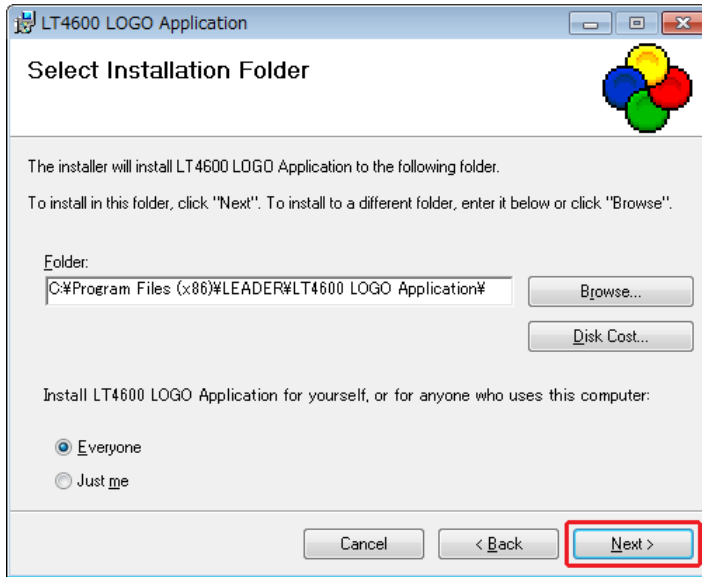 LT4600 LOGO Application
Select Installation Folder
The installer will install LT4600 LOGO Application to the following folder.
To install in this folder, click "Next". To install to a different folder, enter it below or click "Browse".
Folder:
C:¥Program Files (x86)¥LEADER¥LT4600 LOGO Application¥
Browse...
Disk Cost...
Install LT4600 LOGO Application for yourself, or for anyone who uses this computer:
Everyone
Just me
Cancel
< Back
Next >